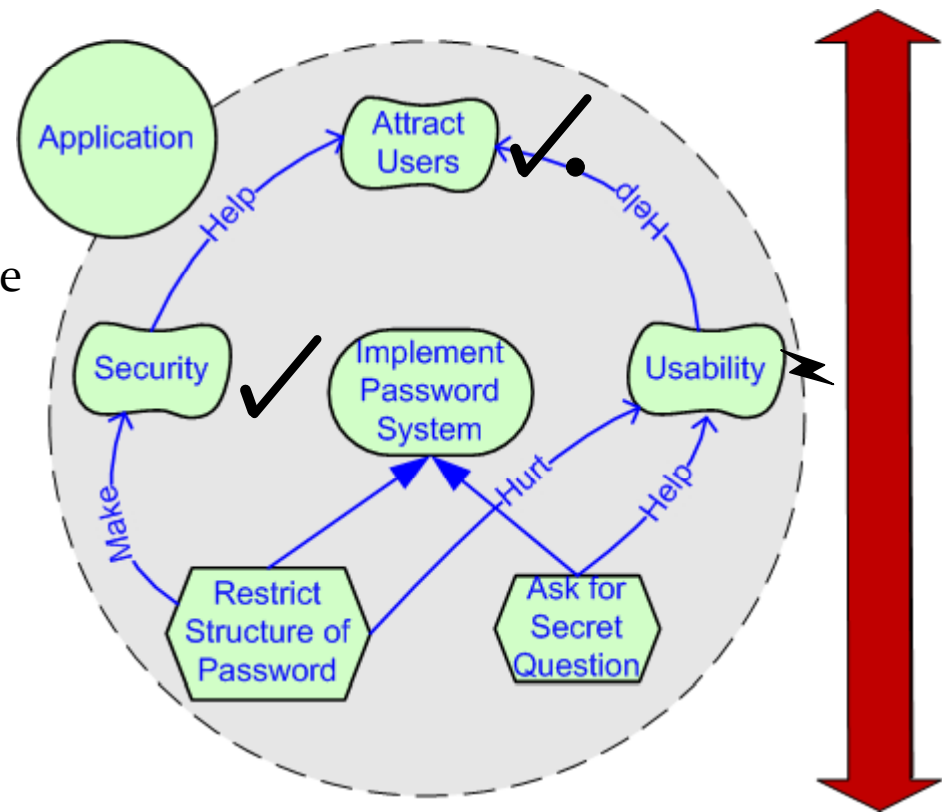 Application
Attract
Users
Help
Help
e
Security
Implement
Password
System
Usability
Make
Hurt
Help
Restrict
Structure of
Password
Ask for
Secret
Question